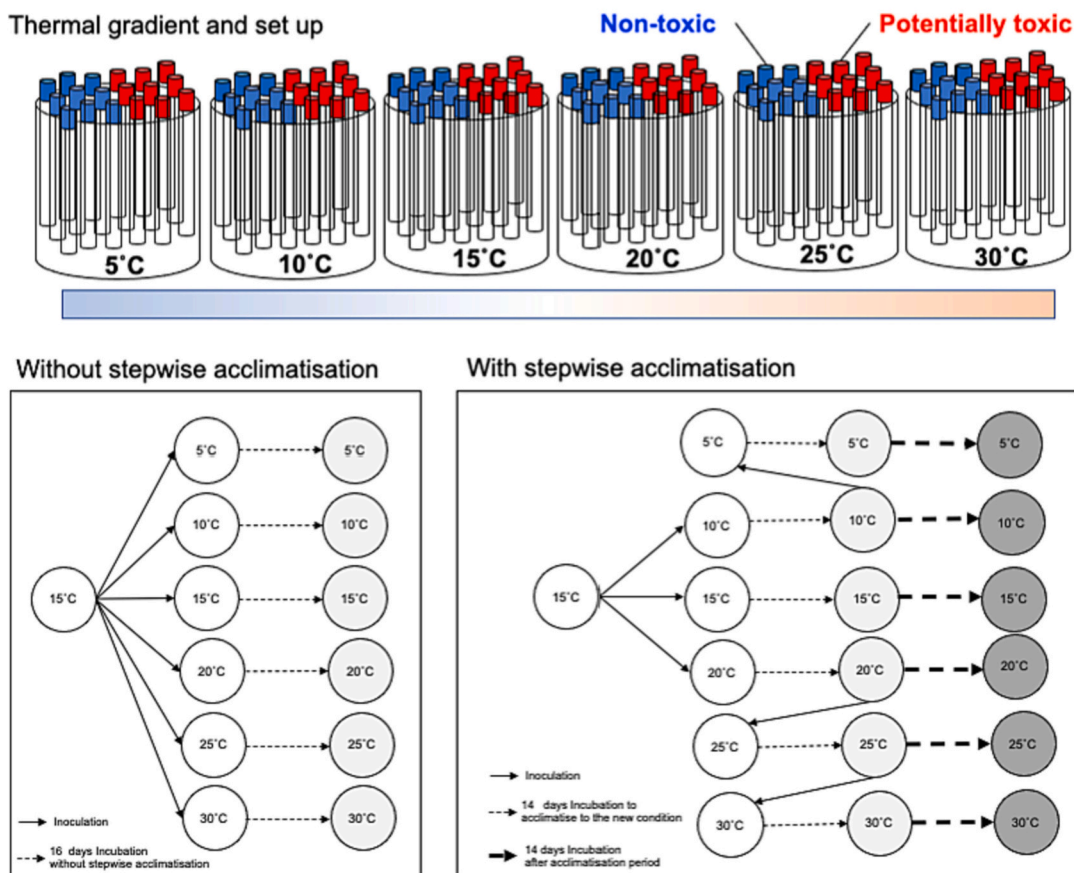 Thermal gradient and set up
Non-toxic
Potentially toxic
5˚C
10˚C
15˚C
20˚C
25˚C
30˚C
Without stepwise acclimatisation
15˚C
5˚C
5˚C
10˚C
10˚C
15˚C
15˚C
20˚C
20˚C
25˚C
25˚C
30˚C
30˚C
Inoculation
16 days Incubation
without stepwise acclimatisation
With stepwise acclimatisation
15˚C
5˚C
5˚C
5˚C
10˚C
10˚C
10˚C
15˚C
15˚C
15˚C
20˚C
20˚C
20˚C
25˚C
25˚C
25˚C
30˚C
30˚C
30˚C
Inoculation
14 days Incubation to
acclimatise to the new condition
14 days Incubation
after acclimatisation period